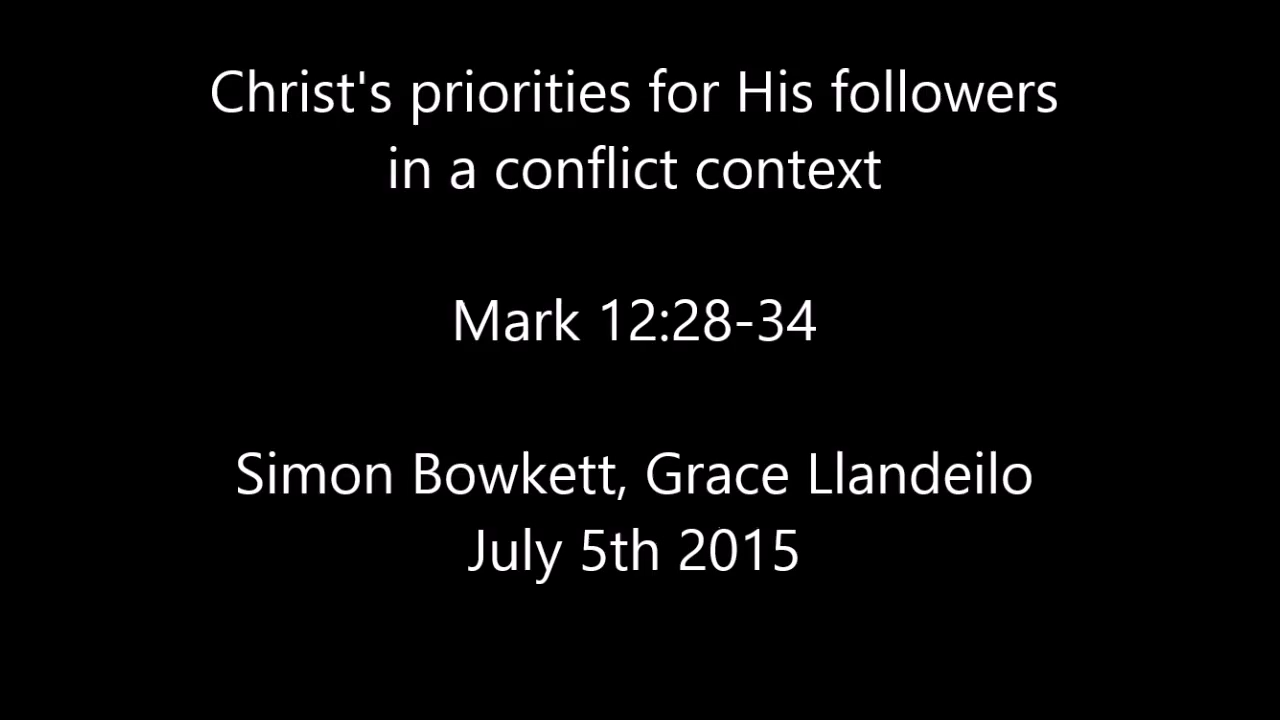 Christ's priorities for His followers
in a conflict context
Mark 12:28-34
Simon Bowkett, Grace Llandeilo
July 5th 2015